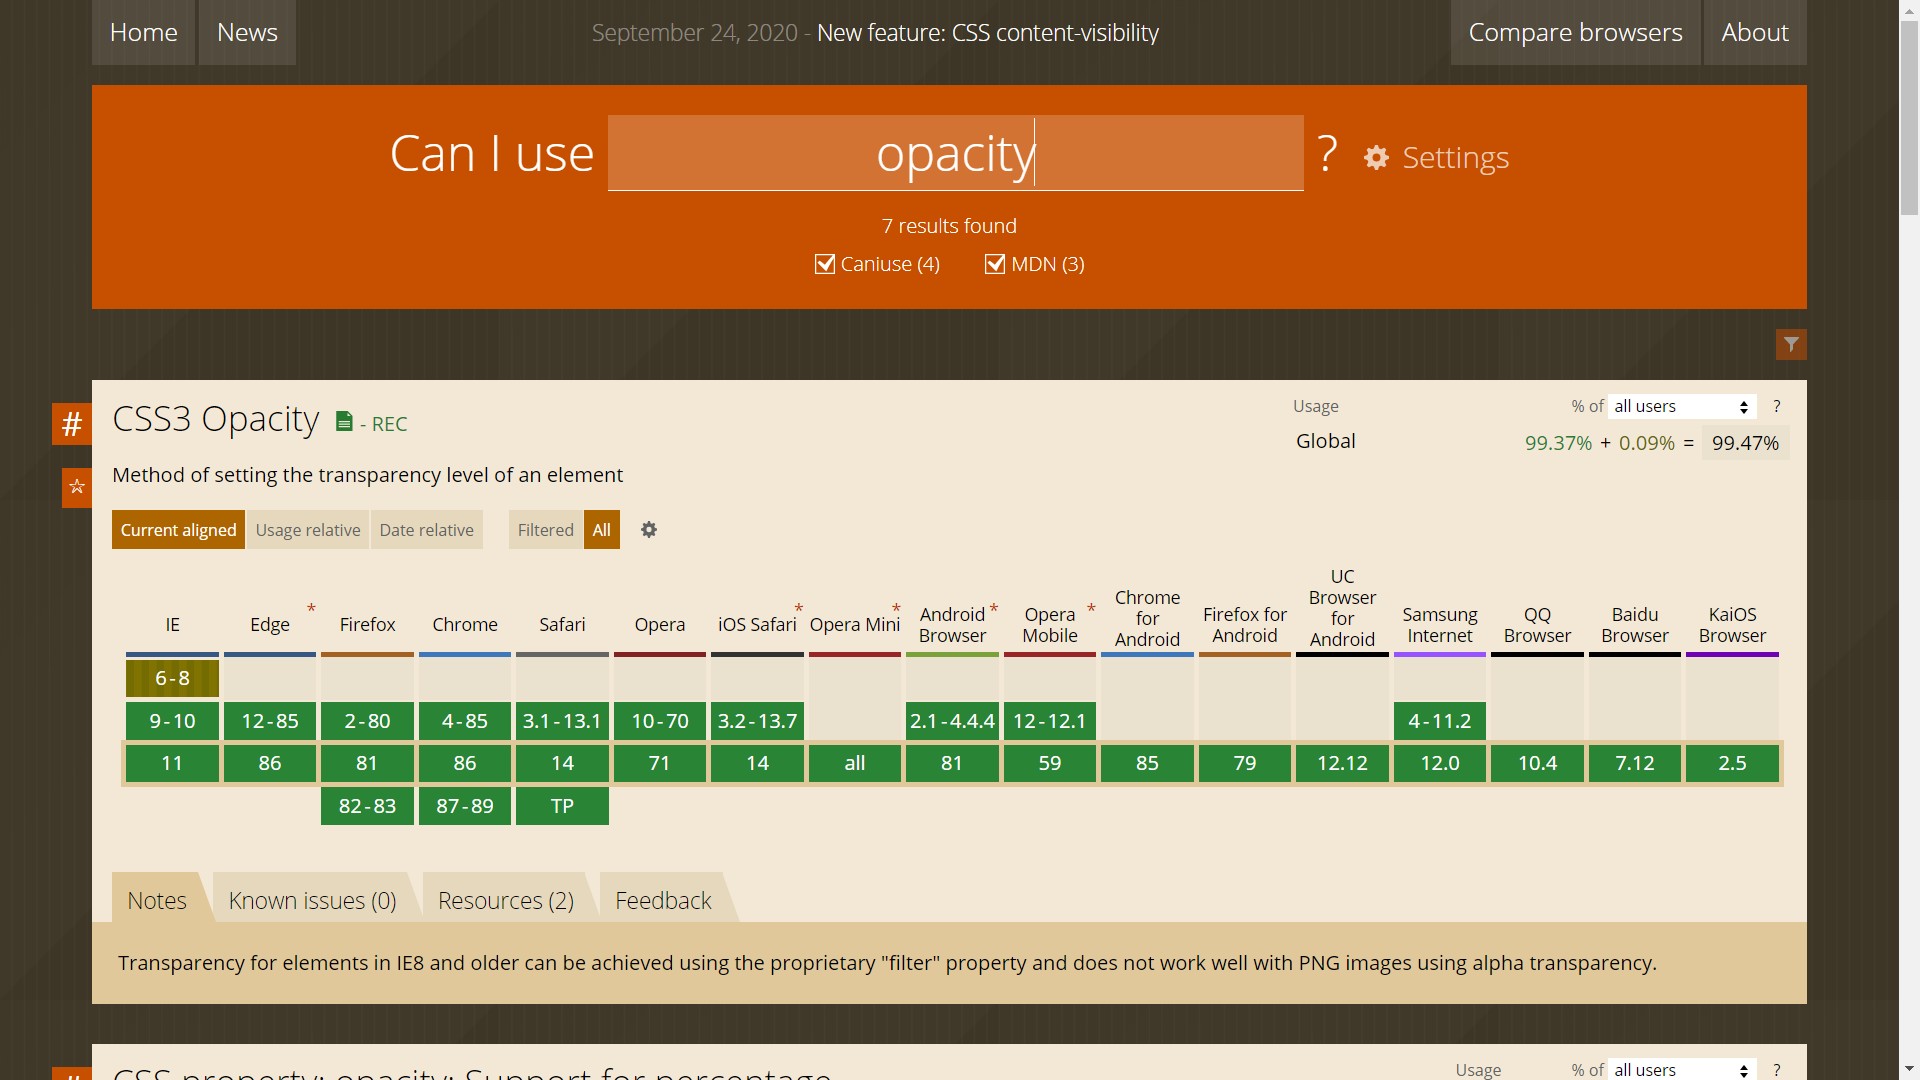 Home News September 24, 2020 - New feature: CSS content-visibility Compare browsers About
Can I use opacity ? Settings
7 results found
Caniuse (4) MDN (3)
# CSS3 Opacity - REC
Usage % of all users ?
Global 99.37% + 0.09% = 99.47%
Method of setting the transparency level of an element
Current aligned Usage relative Date relative Filtered All
IE Edge * Firefox Chrome Safari Opera iOS Safari * Opera Mini * Android Browser * Opera Mobile * Chrome for Android Firefox for Android UC Browser for Android Samsung Internet QQ Browser Baidu Browser KaiOS Browser
6-8
9-10 12-85 2-80 4-85 3.1-13.1 10-70 3.2-13.7 2.1-4.4.4 12-12.1 4-11.2
11 86 81 86 14 71 14 all 81 59 85 79 12.12 12.0 10.4 7.12 2.5
82-83 87-89 TP
Notes Known issues (0) Resources (2) Feedback
Transparency for elements in IE8 and older can be achieved using the proprietary "filter" property and does not work well with PNG images using alpha transparency.
# CSS property: opacity: Support for percentage
Usage % of all users ?